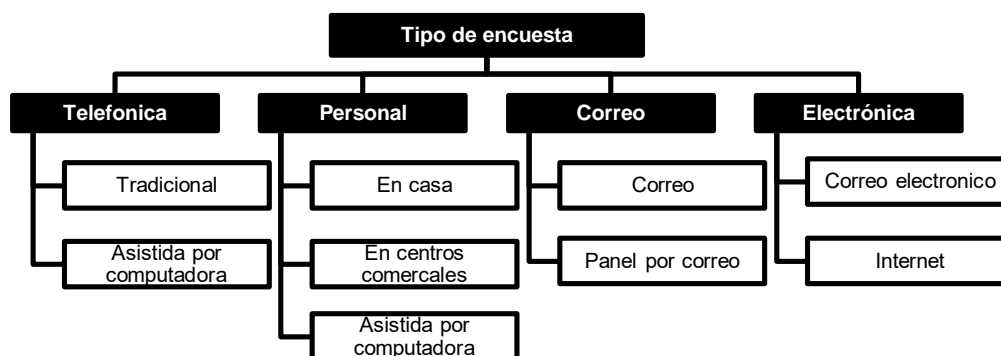 Tipo de encuesta
Telefonica
Personal
Correo
Electrónica
Tradicional
En casa
Correo
Correo electronico
Asistida por
computadora
En centros
comercales
Panel por correo
Internet
Asistida por
computadora